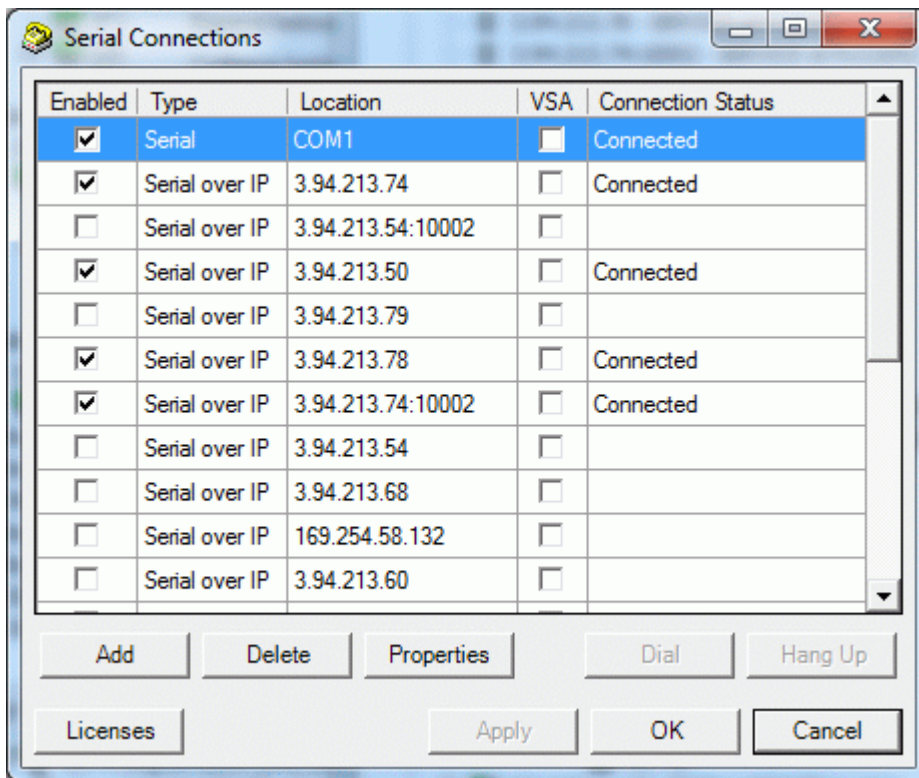 Serial Connections
Enabled Type Location VSA Connection Status
Serial COM1 Connected
Serial over IP 3.94.213.74 Connected
Serial over IP 3.94.213.54:10002
Serial over IP 3.94.213.50 Connected
Serial over IP 3.94.213.79
Serial over IP 3.94.213.78 Connected
Serial over IP 3.94.213.74:10002 Connected
Serial over IP 3.94.213.54
Serial over IP 3.94.213.68
Serial over IP 169.254.58.132
Serial over IP 3.94.213.60
Add Delete Properties Dial Hang Up
Licenses Apply OK Cancel